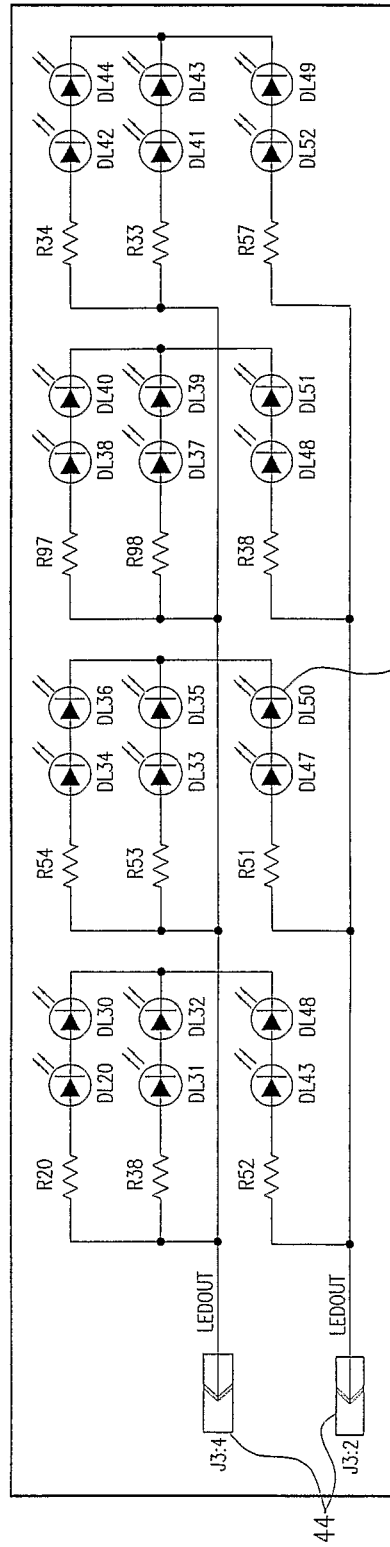 R20 R54 R97 R34
DL20 DL30 DL34 DL36 DL38 DL40 DL42 DL44
R38 R53 R98 R33
DL31 DL32 DL33 DL35 DL37 DL39 DL41 DL43
LEDOUT
J3:4
R52 R51 R38 R57
DL43 DL48 DL47 DL50 DL48 DL51 DL52 DL49
LEDOUT
J3:2
44